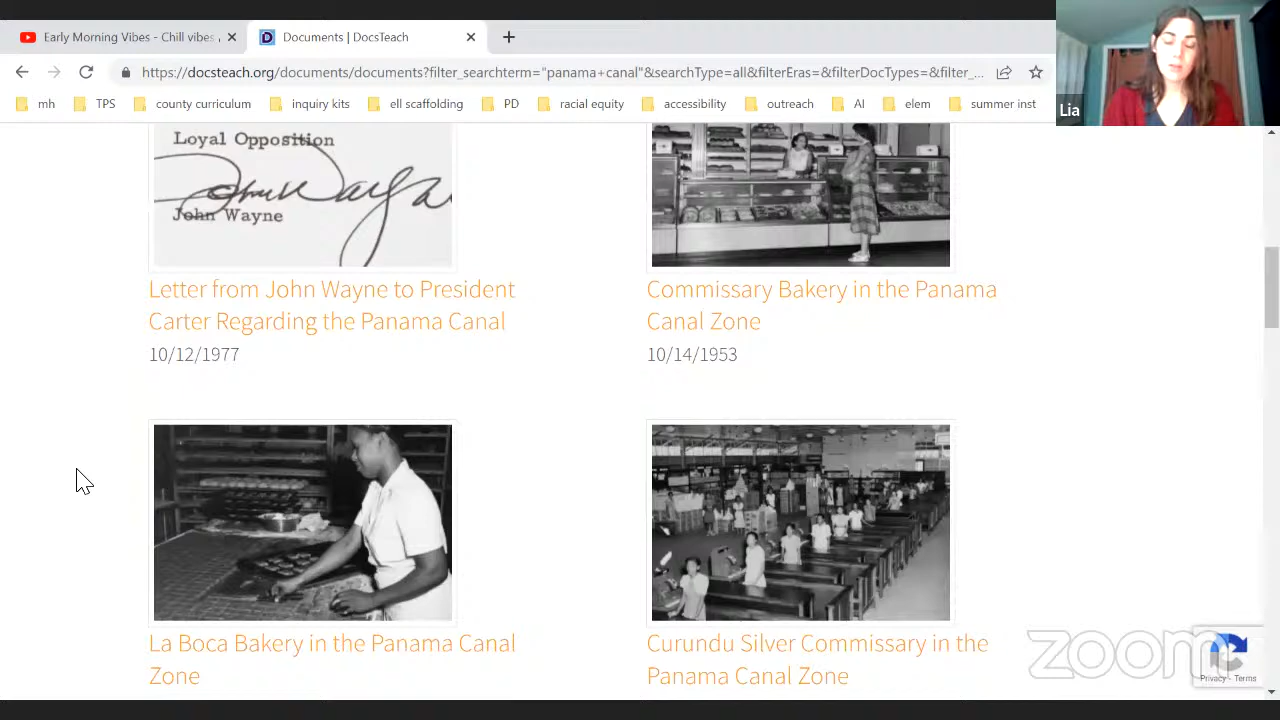 Early Morning Vibes - Chill vibes
Documents | DocsTeach
https://docsteach.org/documents/documents?filter_searchterm="panama+canal"&searchType=all&filterEras=&filterDocTypes=&filter_...
mh TPS county curriculum inquiry kits ell scaffolding PD racial equity accessibility outreach AI elem summer inst
Lia
Loyal Opposition
John Wayne
John Wayne
Letter from John Wayne to President
Carter Regarding the Panama Canal
10/12/1977
Commissary Bakery in the Panama
Canal Zone
10/14/1953
La Boca Bakery in the Panama Canal
Zone
Curundu Silver Commissary in the
Panama Canal Zone
zoom
Privacy - Terms